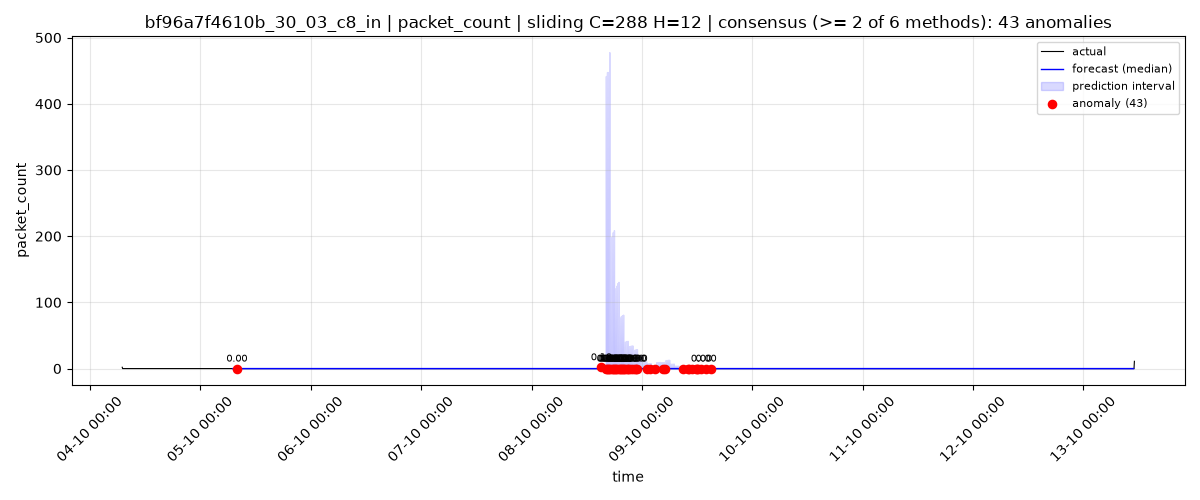 bf96a7f4610b_30_03_c8_in | packet_count | sliding C=288 H=12 | consensus (>= 2 of 6 methods): 43 anomalies
actual
forecast (median)
prediction interval
anomaly (43)
packet_count
500
400
300
200
100
0
0.00
04-10 00:00
05-10 00:00
06-10 00:00
07-10 00:00
08-10 00:00
09-10 00:00
10-10 00:00
11-10 00:00
12-10 00:00
13-10 00:00
time